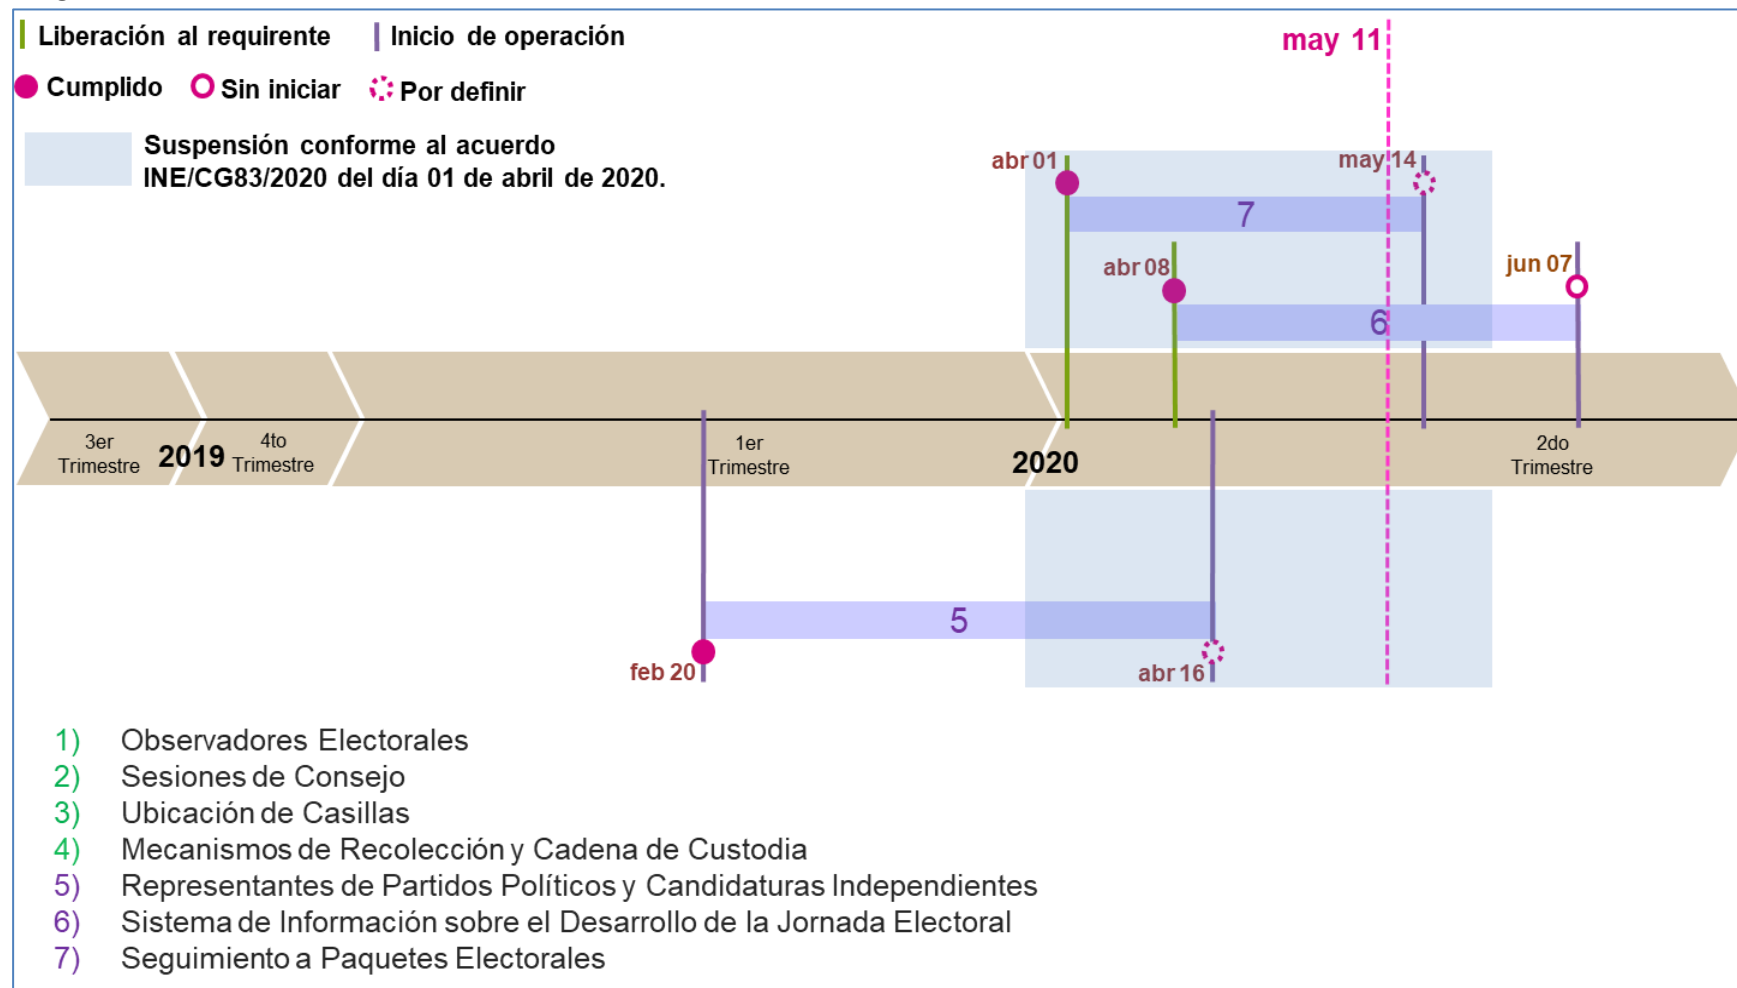 Liberación al requirente
Inicio de operación
may 11
Cumplido
Sin iniciar
Por definir
Suspensión conforme al acuerdo
INE/CG83/2020 del día 01 de abril de 2020.
abr 01
may 14
7
abr 08
jun 07
6
3er
Trimestre
2019
4to
Trimestre
1er
Trimestre
2020
2do
Trimestre
5
feb 20
abr 16
1) Observadores Electorales
2) Sesiones de Consejo
3) Ubicación de Casillas
4) Mecanismos de Recolección y Cadena de Custodia
5) Representantes de Partidos Políticos y Candidaturas Independientes
6) Sistema de Información sobre el Desarrollo de la Jornada Electoral
7) Seguimiento a Paquetes Electorales